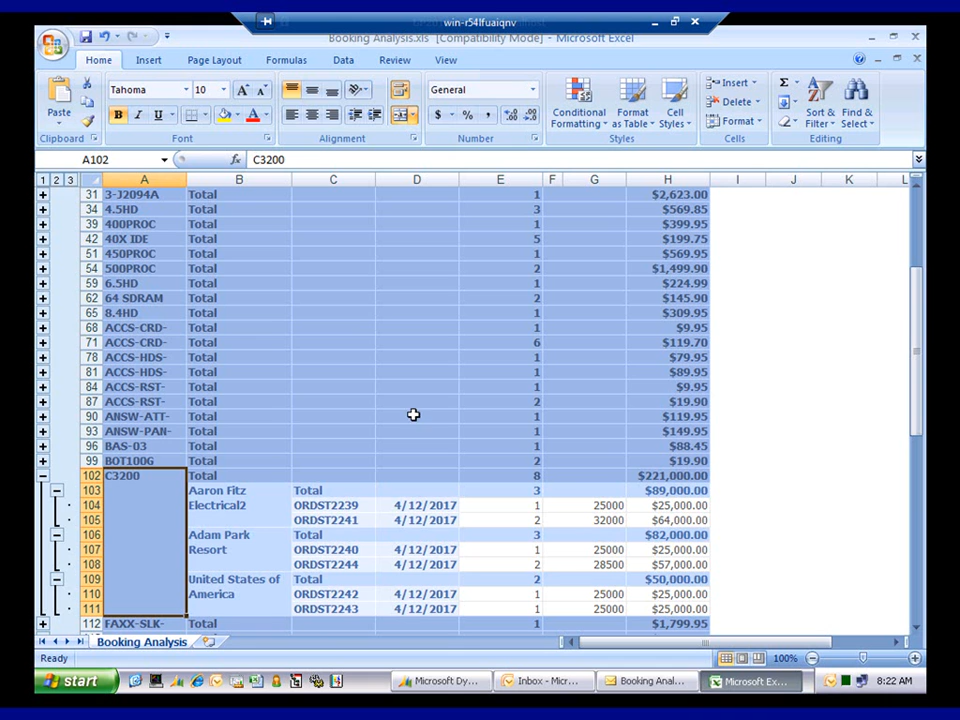 win-r54lfuaiqnv
Booking Analysis.xls [Compatibility Mode] - Microsoft Excel
Home Insert Page Layout Formulas Data Review View
Paste
Tahoma 10
B I U
General
$ % ,
Conditional Formatting
Format as Table
Cell Styles
Insert
Delete
Format
Σ
Sort & Filter
Find & Select
Clipboard Font Alignment Number Styles Cells Editing
A102 fx C3200
1 2 3 A B C D E F G H I J K L
31 3-J2094A Total 1 $2,623.00
34 4.5HD Total 3 $569.85
39 400PROC Total 1 $399.95
42 40X IDE Total 5 $199.75
51 450PROC Total 1 $569.95
54 500PROC Total 2 $1,499.90
59 6.5HD Total 1 $224.99
62 64 SDRAM Total 2 $145.90
65 8.4HD Total 1 $309.95
68 ACCS-CRD- Total 1 $9.95
71 ACCS-CRD- Total 6 $119.70
78 ACCS-HDS- Total 1 $79.95
81 ACCS-HDS- Total 1 $89.95
84 ACCS-RST- Total 1 $9.95
87 ACCS-RST- Total 2 $19.90
90 ANSW-ATT- Total 1 $119.95
93 ANSW-PAN- Total 1 $149.95
96 BAS-03 Total 1 $88.45
99 BOT100G Total 2 $19.90
102 C3200 Total 8 $221,000.00
103 Aaron Fitz Total 3 $89,000.00
104 Electrical2 ORDST2239 4/12/2017 1 25000 $25,000.00
105 ORDST2241 4/12/2017 2 32000 $64,000.00
106 Adam Park Total 3 $82,000.00
107 Resort ORDST2240 4/12/2017 1 25000 $25,000.00
108 ORDST2244 4/12/2017 2 28500 $57,000.00
109 United States of Total 2 $50,000.00
110 America ORDST2242 4/12/2017 1 25000 $25,000.00
111 ORDST2243 4/12/2017 1 25000 $25,000.00
112 FAXX-SLK- Total 1 $1,799.95
Booking Analysis
Ready 100%
start Microsoft Dy... Inbox - Micr... Booking Anal... Microsoft Ex... 8:22 AM